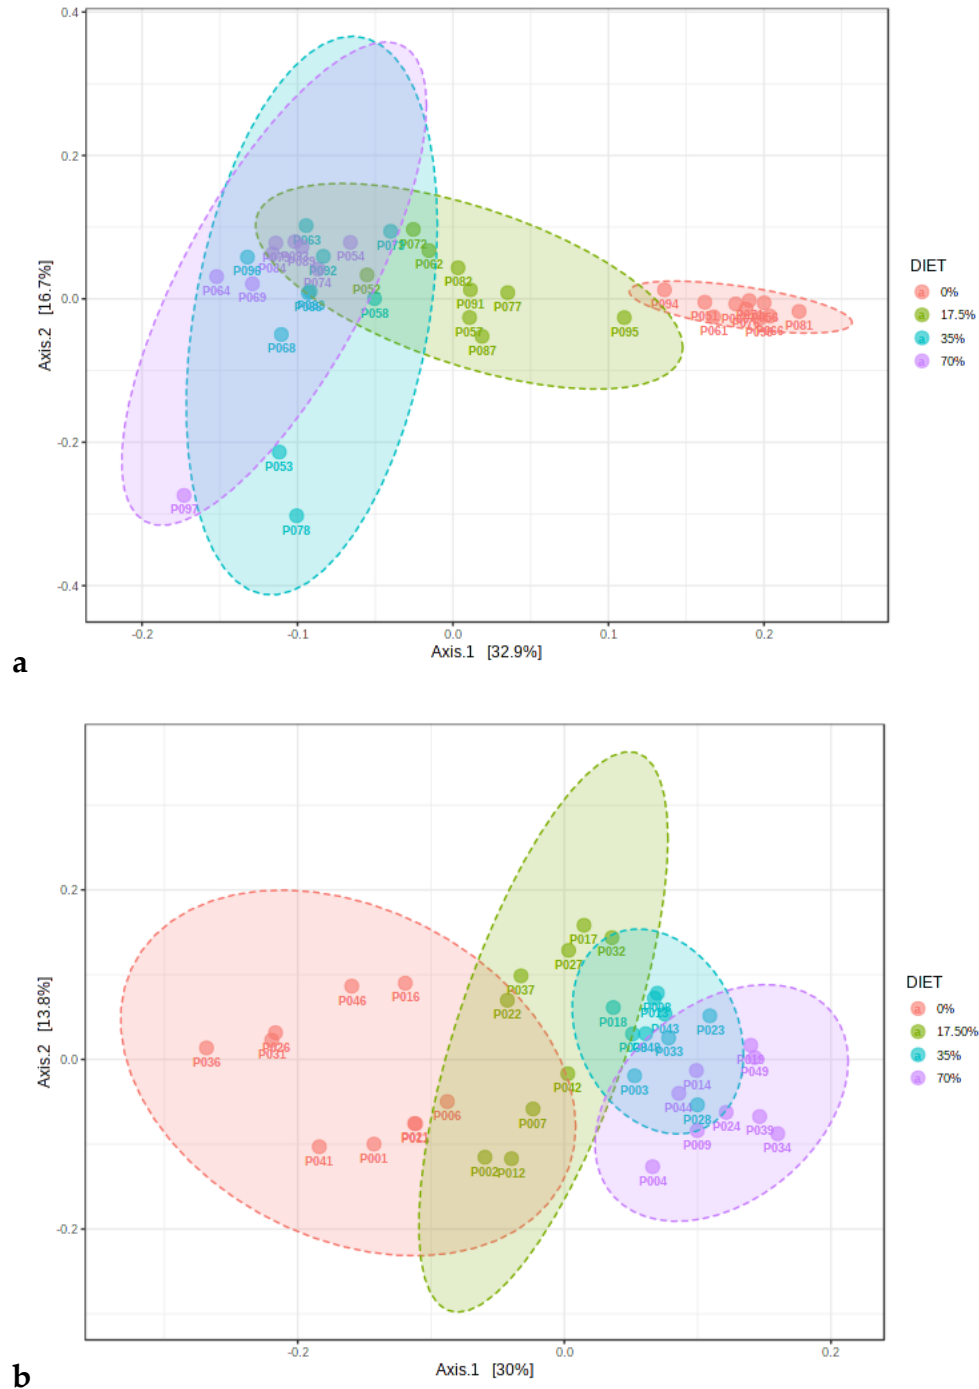 0.4
0.2
0.0
-0.2
-0.4
Axis.2 [16.7%]
P063
P073
P072
P062
P096
P054
P064
P069
P074
P092
P052
P058
P082
P091
P077
P057
P087
P095
P068
P053
P078
P097
P094
P051
P061
P081
-0.2
-0.1
0.0
0.1
0.2
Axis.1 [32.9%]
DIET
a 0%
a 17.5%
a 35%
a 70%
a
0.2
0.0
-0.2
Axis.2 [13.8%]
P017
P032
P027
P037
P022
P046
P016
P026
P031
P036
P018
P013
P043
P023
P033
P003
P042
P019
P049
P014
P044
P028
P024
P039
P034
P009
P004
P006
P007
P002
P012
P041
P001
P021
-0.2
0.0
0.2
Axis.1 [30%]
DIET
a 0%
a 17.50%
a 35%
a 70%
b